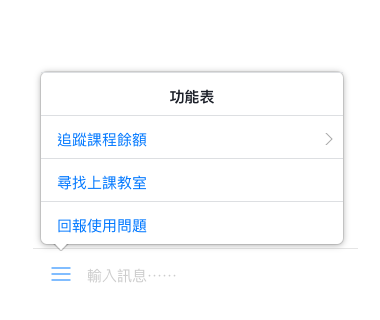 功能表
追蹤課程餘額
尋找上課教室
回報使用問題
輸入訊息⋯⋯